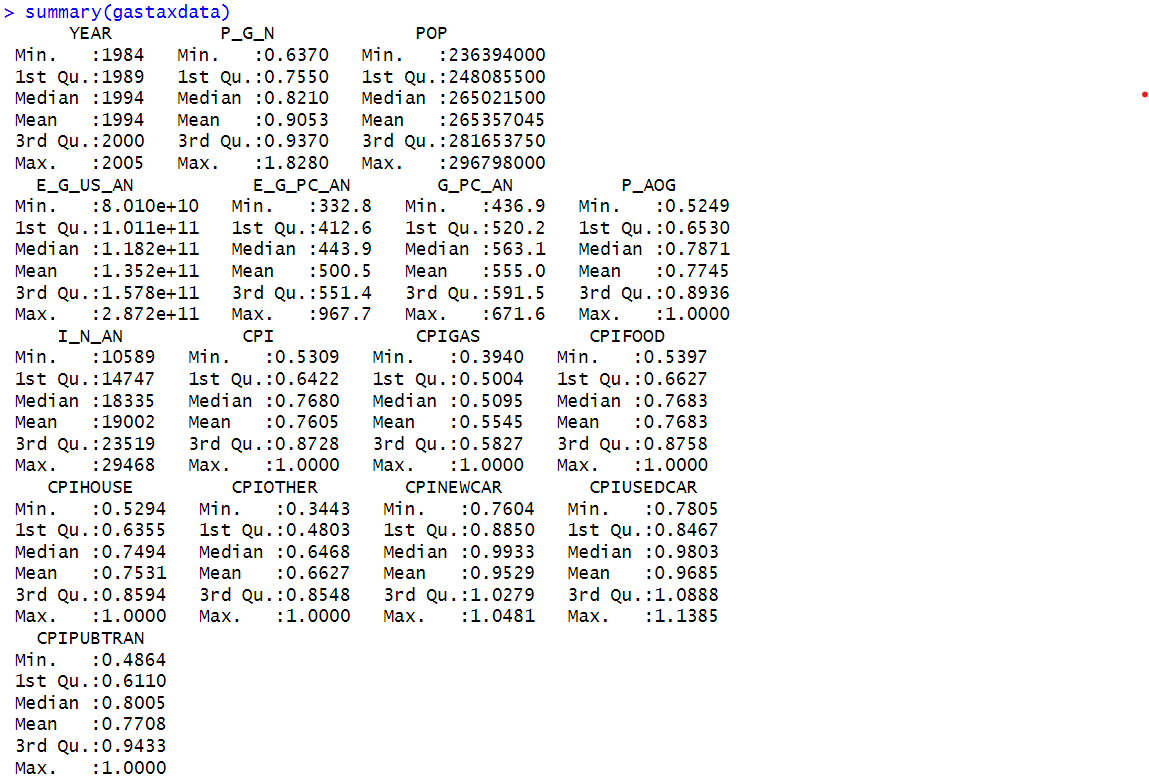 > summary(gastaxdata)
      YEAR          P_G_N             POP
 Min.   :1984   Min.   :0.6370   Min.   :236394000
 1st Qu.:1989   1st Qu.:0.7550   1st Qu.:248085500
 Median :1994   Median :0.8210   Median :265021500
 Mean   :1994   Mean   :0.9053   Mean   :265357045
 3rd Qu.:2000   3rd Qu.:0.9370   3rd Qu.:281653750
 Max.   :2005   Max.   :1.8280   Max.   :296798000
   E_G_US_AN           E_G_PC_AN        G_PC_AN          P_AOG
 Min.   :8.010e+10   Min.   :332.8   Min.   :436.9   Min.   :0.5249
 1st Qu.:1.011e+11   1st Qu.:412.6   1st Qu.:520.2   1st Qu.:0.6530
 Median :1.182e+11   Median :443.9   Median :563.1   Median :0.7871
 Mean   :1.352e+11   Mean   :500.5   Mean   :555.0   Mean   :0.7745
 3rd Qu.:1.578e+11   3rd Qu.:551.4   3rd Qu.:591.5   3rd Qu.:0.8936
 Max.   :2.872e+11   Max.   :967.7   Max.   :671.6   Max.   :1.0000
     I_N_AN           CPI             CPIGAS          CPIFOOD
 Min.   :10589   Min.   :0.5309   Min.   :0.3940   Min.   :0.5397
 1st Qu.:14747   1st Qu.:0.6422   1st Qu.:0.5004   1st Qu.:0.6627
 Median :18335   Median :0.7680   Median :0.5095   Median :0.7683
 Mean   :19002   Mean   :0.7605   Mean   :0.5545   Mean   :0.7683
 3rd Qu.:23519   3rd Qu.:0.8728   3rd Qu.:0.5827   3rd Qu.:0.8758
 Max.   :29468   Max.   :1.0000   Max.   :1.0000   Max.   :1.0000
    CPIHOUSE         CPIOTHER        CPINEWCAR        CPIUSEDCAR
 Min.   :0.5294   Min.   :0.3443   Min.   :0.7604   Min.   :0.7805
 1st Qu.:0.6355   1st Qu.:0.4803   1st Qu.:0.8850   1st Qu.:0.8467
 Median :0.7494   Median :0.6468   Median :0.9933   Median :0.9803
 Mean   :0.7531   Mean   :0.6627   Mean   :0.9529   Mean   :0.9685
 3rd Qu.:0.8594   3rd Qu.:0.8548   3rd Qu.:1.0279   3rd Qu.:1.0888
 Max.   :1.0000   Max.   :1.0000   Max.   :1.0481   Max.   :1.1385
   CPIPUBTRAN
 Min.   :0.4864
 1st Qu.:0.6110
 Median :0.8005
 Mean   :0.7708
 3rd Qu.:0.9433
 Max.   :1.0000